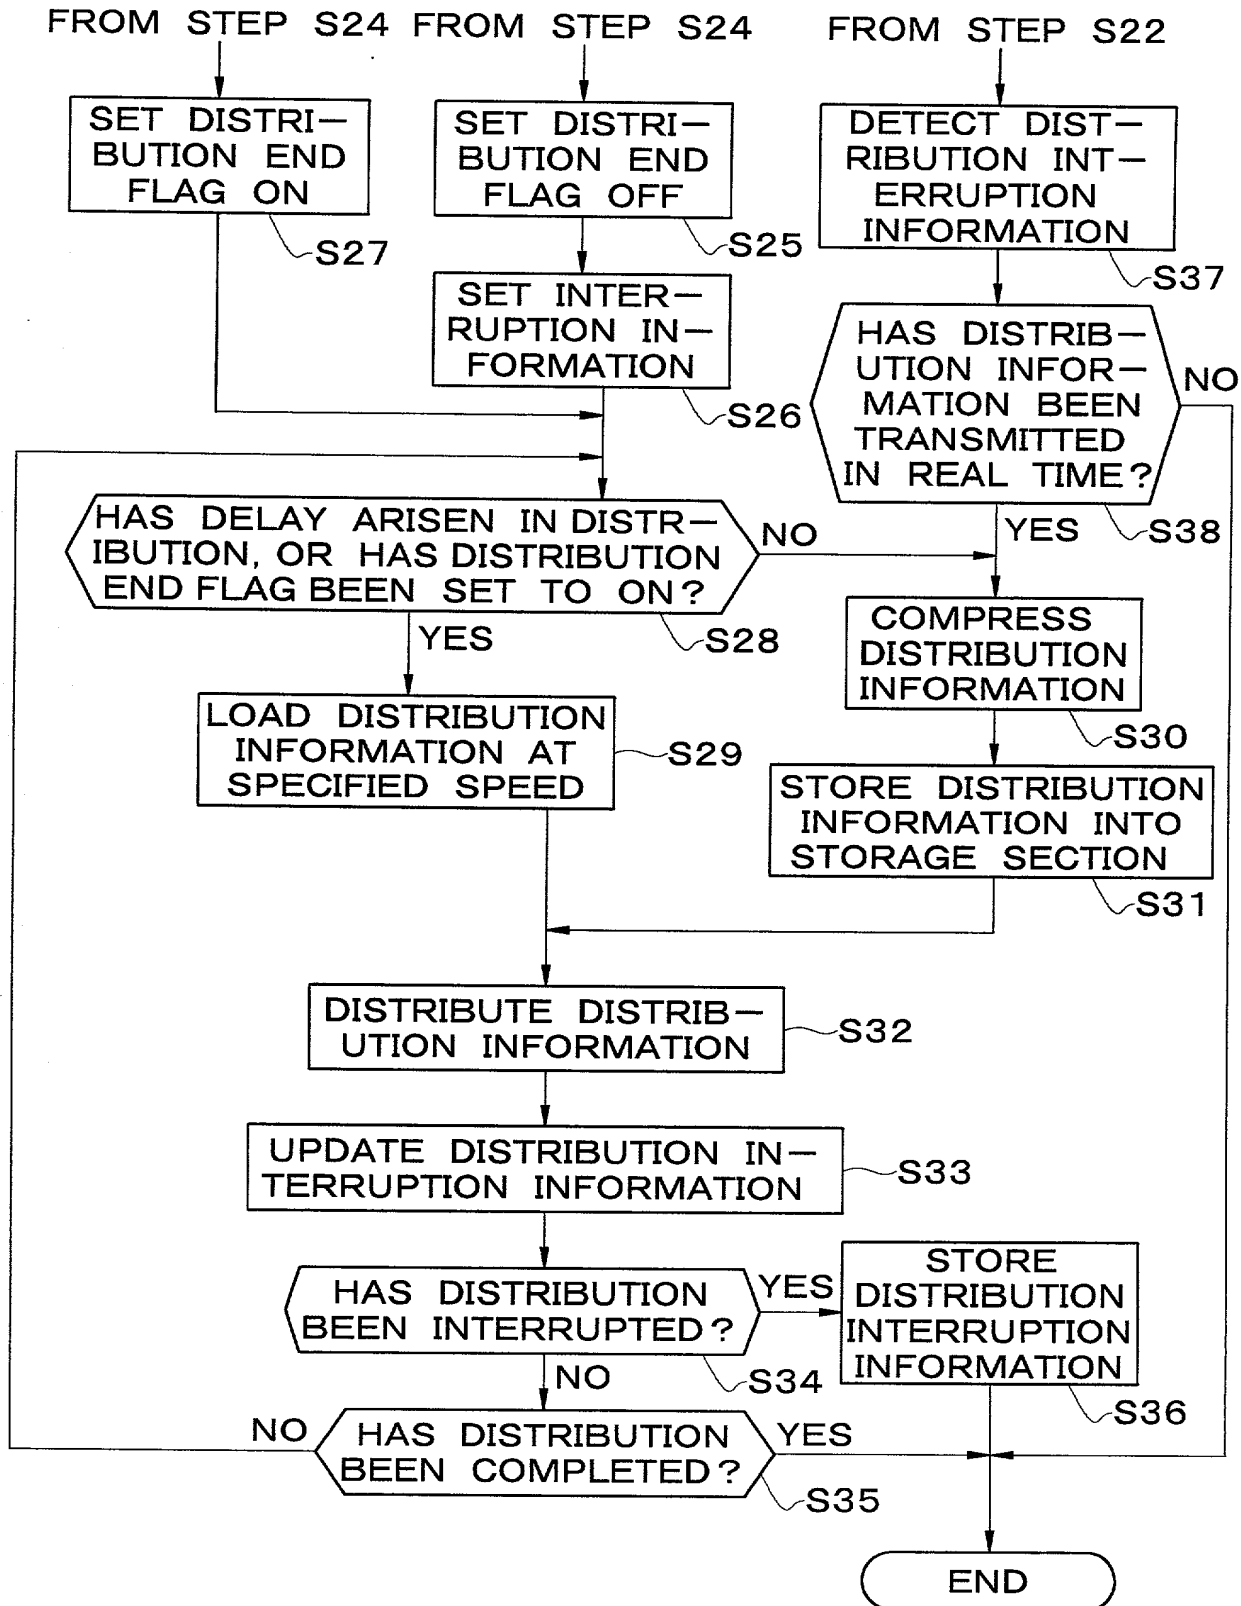 FROM STEP S24
FROM STEP S24
FROM STEP S22
SET DISTRI-
BUTION END
FLAG ON
S27
SET DISTRI-
BUTION END
FLAG OFF
S25
DETECT DIST-
RIBUTION INT-
ERRUPTION
INFORMATION
S37
SET INTER-
RUPTION IN-
FORMATION
S26
HAS DISTRIB-
UTION INFOR-
MATION BEEN
TRANSMITTED
IN REAL TIME?
NO
S38
YES
HAS DELAY ARISEN IN DISTR-
IBUTION, OR HAS DISTRIBUTION
END FLAG BEEN SET TO ON?
NO
S28
YES
COMPRESS
DISTRIBUTION
INFORMATION
S30
LOAD DISTRIBUTION
INFORMATION AT
SPECIFIED SPEED
S29
STORE DISTRIBUTION
INFORMATION INTO
STORAGE SECTION
S31
DISTRIBUTE DISTRIB-
UTION INFORMATION
S32
UPDATE DISTRIBUTION IN-
TERRUPTION INFORMATION
S33
HAS DISTRIBUTION
BEEN INTERRUPTED?
YES
S34
NO
STORE
DISTRIBUTION
INTERRUPTION
INFORMATION
S36
NO
HAS DISTRIBUTION
BEEN COMPLETED?
YES
S35
END